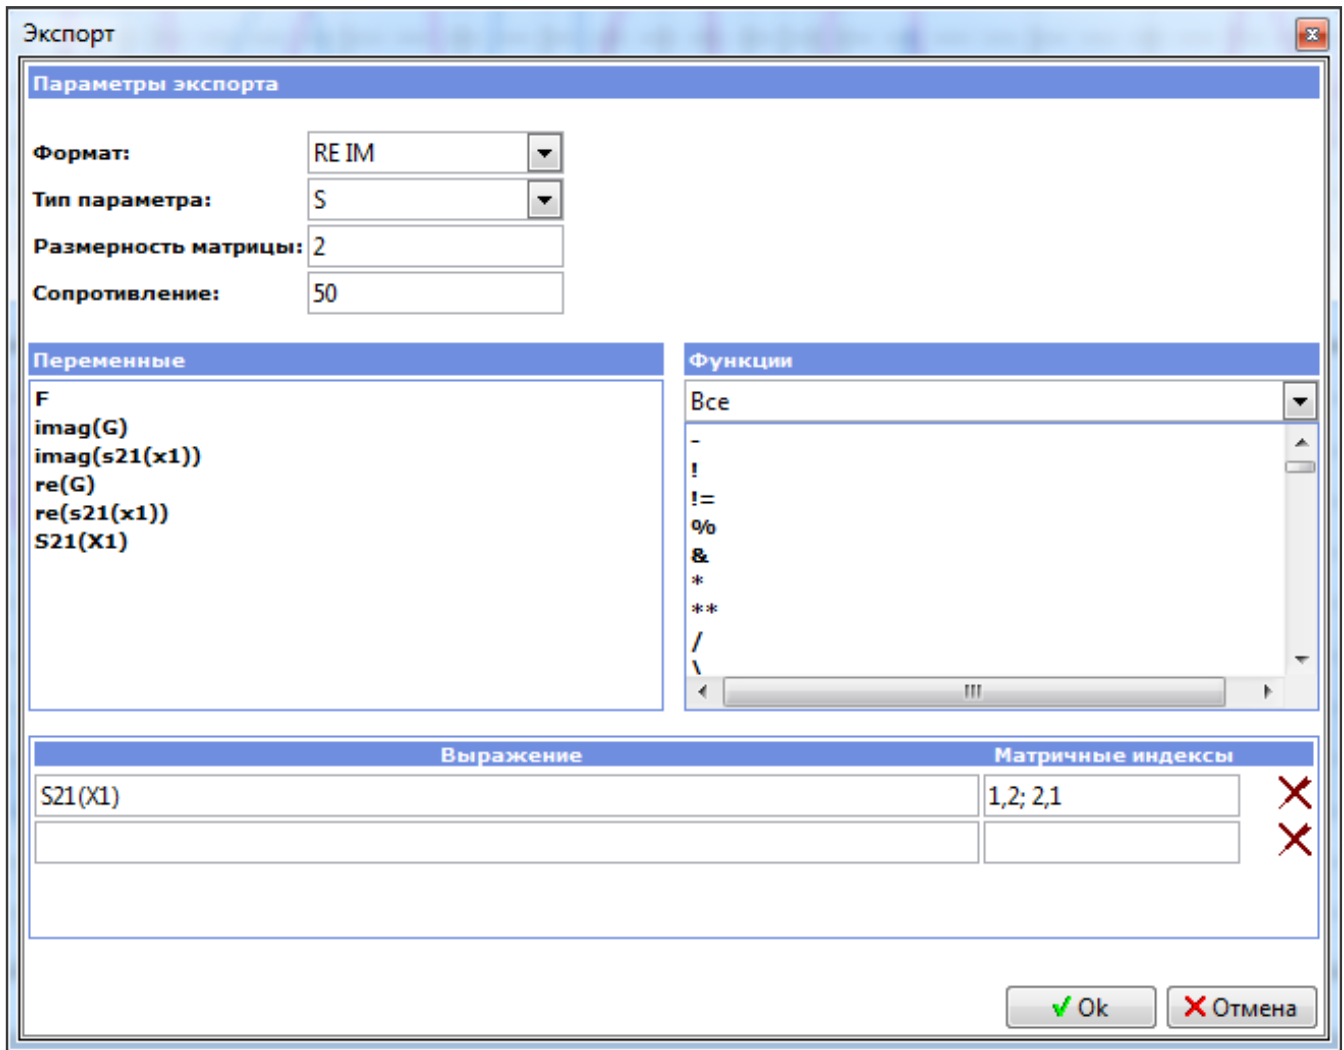 Экспорт
Параметры экспорта
Формат: RE IM
Тип параметра: S
Размерность матрицы: 2
Сопротивление: 50
Переменные
F
imag(G)
imag(s21(x1))
re(G)
re(s21(x1))
S21(X1)
Функции
Все
-
!
!=
%
&
*
**
/
\
Выражение Матричные индексы
S21(X1) 1,2; 2,1
Ok Отмена